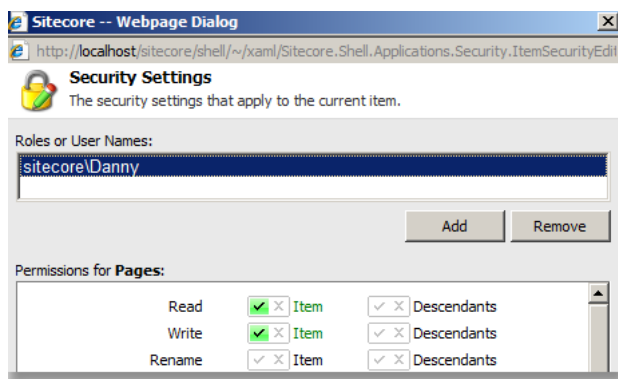 Sitecore -- Webpage Dialog
http://localhost/sitecore/shell/~/xaml/Sitecore.Shell.Applications.Security.ItemSecurityEdit
Security Settings
The security settings that apply to the current item.
Roles or User Names:
sitecore\Danny
Add Remove
Permissions for Pages:
Read Item Descendants
Write Item Descendants
Rename Item Descendants